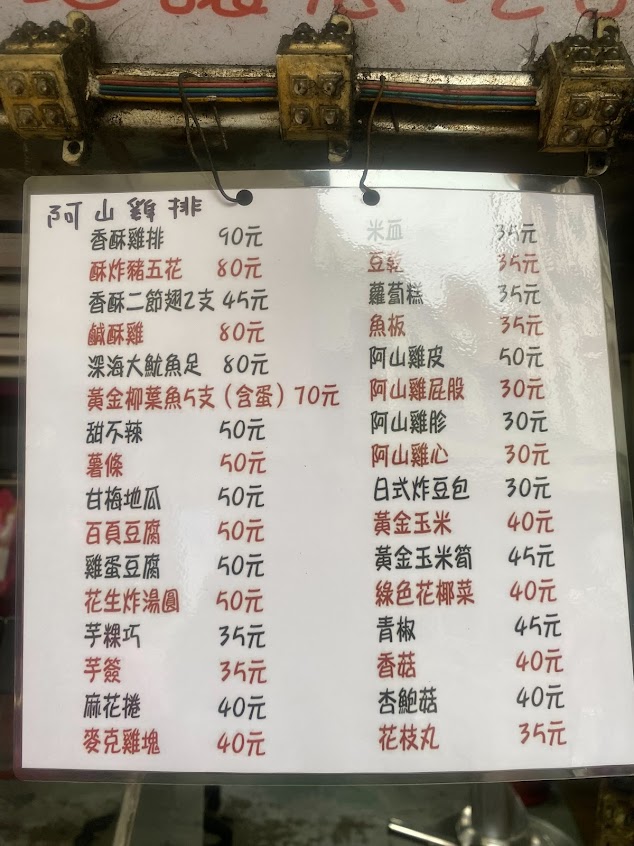 阿山雞排
香酥雞排 90元
酥炸豬五花 80元
香酥二節翅2支 45元
鹹酥雞 80元
深海大魷魚足 80元
黃金柳葉魚5支(含蛋) 70元
甜不辣 50元
薯條 50元
甘梅地瓜 50元
百頁豆腐 50元
雞蛋豆腐 50元
花生炸湯圓 50元
芋粿巧 35元
芋簽 35元
麻花捲 40元
麥克雞塊 40元
米血 35元
豆乾 35元
蘿蔔糕 35元
魚板 35元
阿山雞皮 50元
阿山雞屁股 30元
阿山雞胗 30元
阿山雞心 30元
日式炸豆包 30元
黃金玉米 40元
黃金玉米筍 45元
綠色花椰菜 40元
青椒 45元
香菇 40元
杏鮑菇 40元
花枝丸 35元